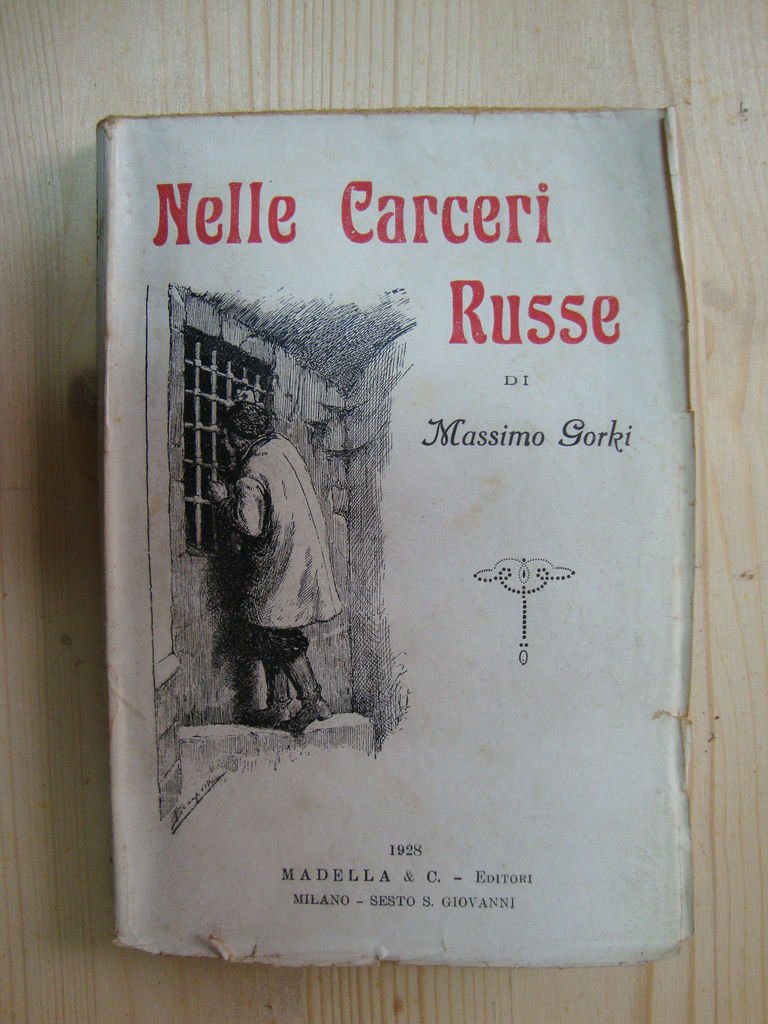 Nelle Carceri
Russe
DI
Massimo Gorki
1928
MADELLA & C. – EDITORI
MILANO – SESTO S. GIOVANNI